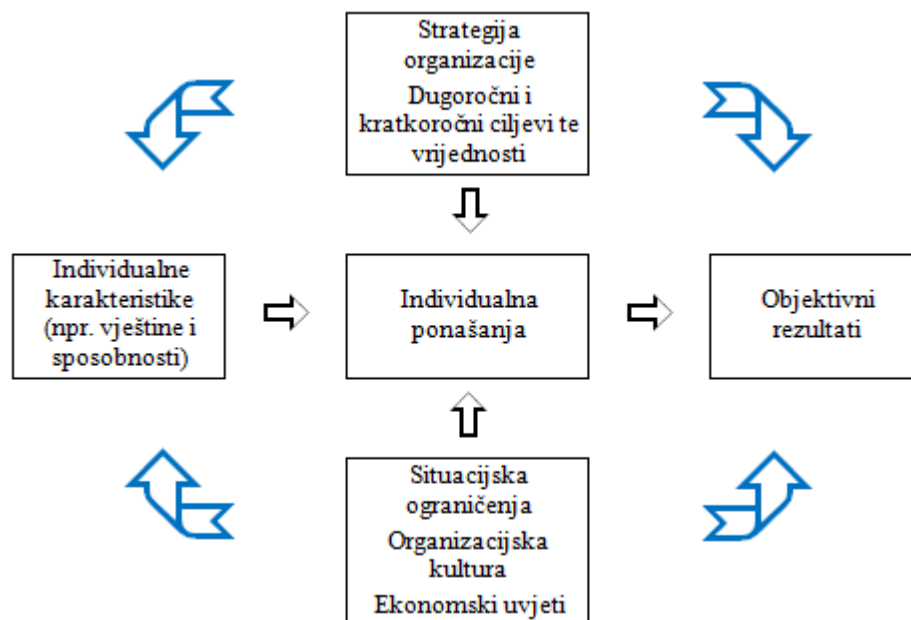 Strategija
organizacije
Dugoročni i
kratkoročni ciljevi te
vrijednosti
Individualne
karakteristike
(npr. vještine i
sposobnosti)
Individualna
ponašanja
Objektivni
rezultati
Situacijska
ograničenja
Organizacijska
kultura
Ekonomski uvjeti